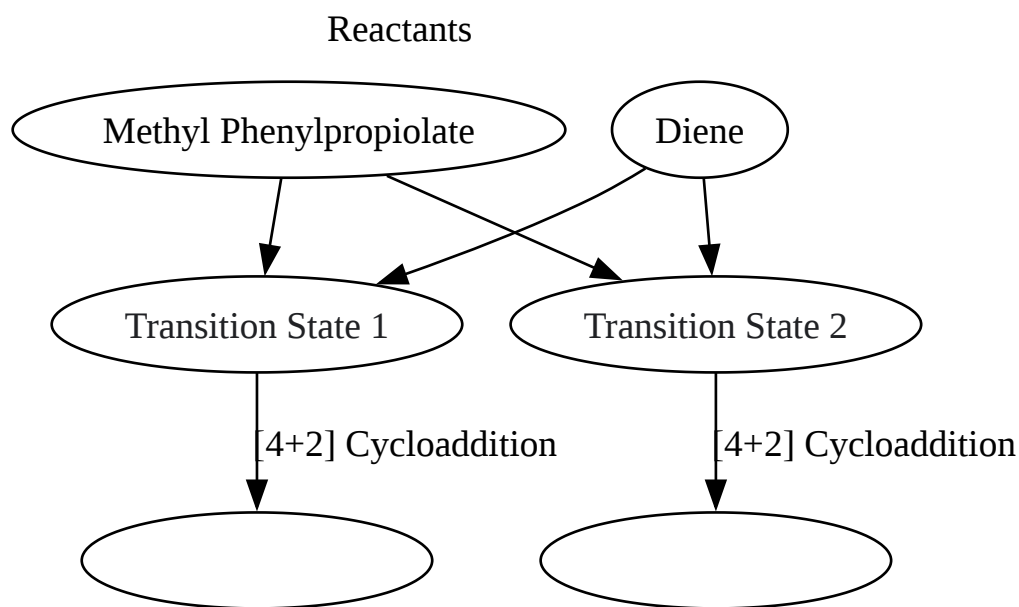 Reactants
Methyl Phenylpropiolate
Diene
Transition State 1
Transition State 2
[4+2] Cycloaddition
[4+2] Cycloaddition